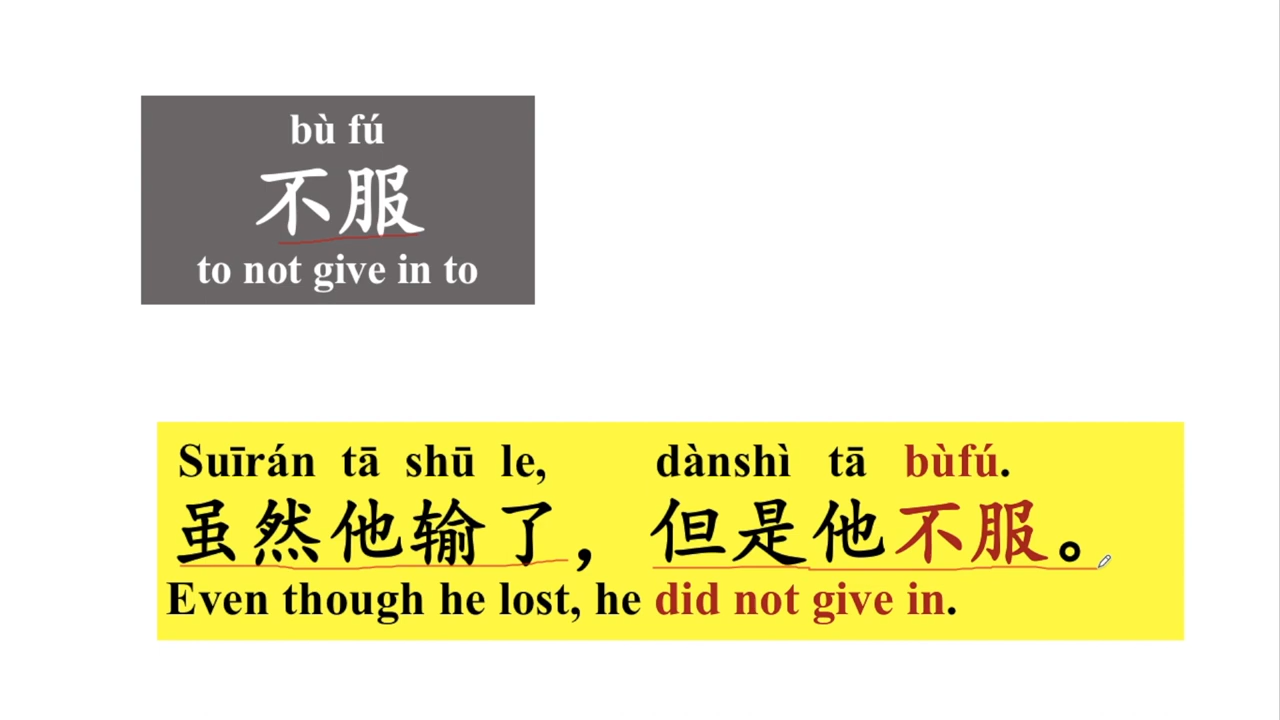 bù fú
不服
to not give in to
Suīrán tā shū le, dànshì tā bùfú.
虽然他输了，但是他不服。
Even though he lost, he did not give in.